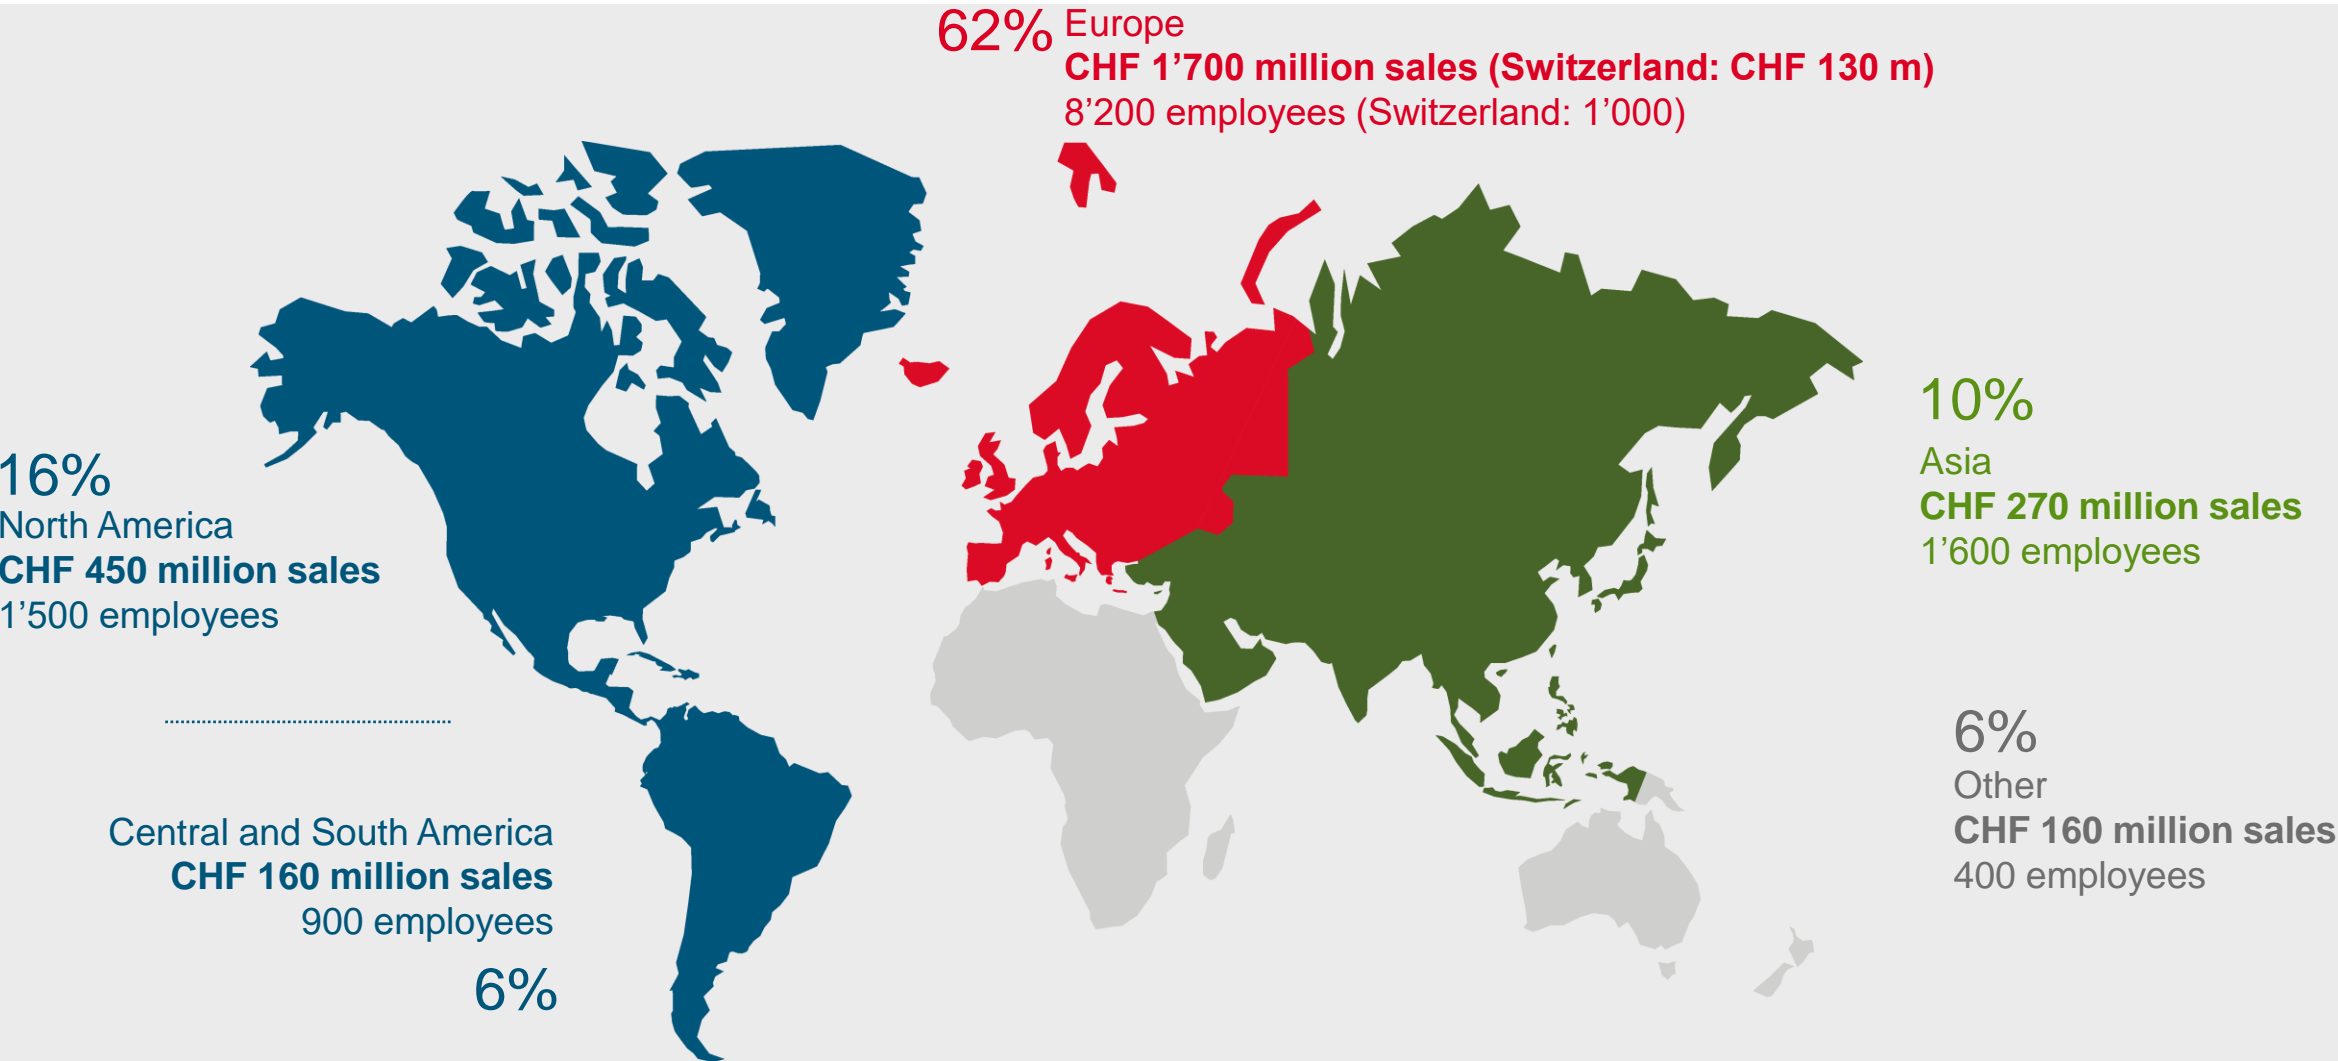 62% Europe
CHF 1’700 million sales (Switzerland: CHF 130 m)
8’200 employees (Switzerland: 1’000)
16%
North America
CHF 450 million sales
1’500 employees
Central and South America
CHF 160 million sales
900 employees
6%
10%
Asia
CHF 270 million sales
1’600 employees
6%
Other
CHF 160 million sales
400 employees